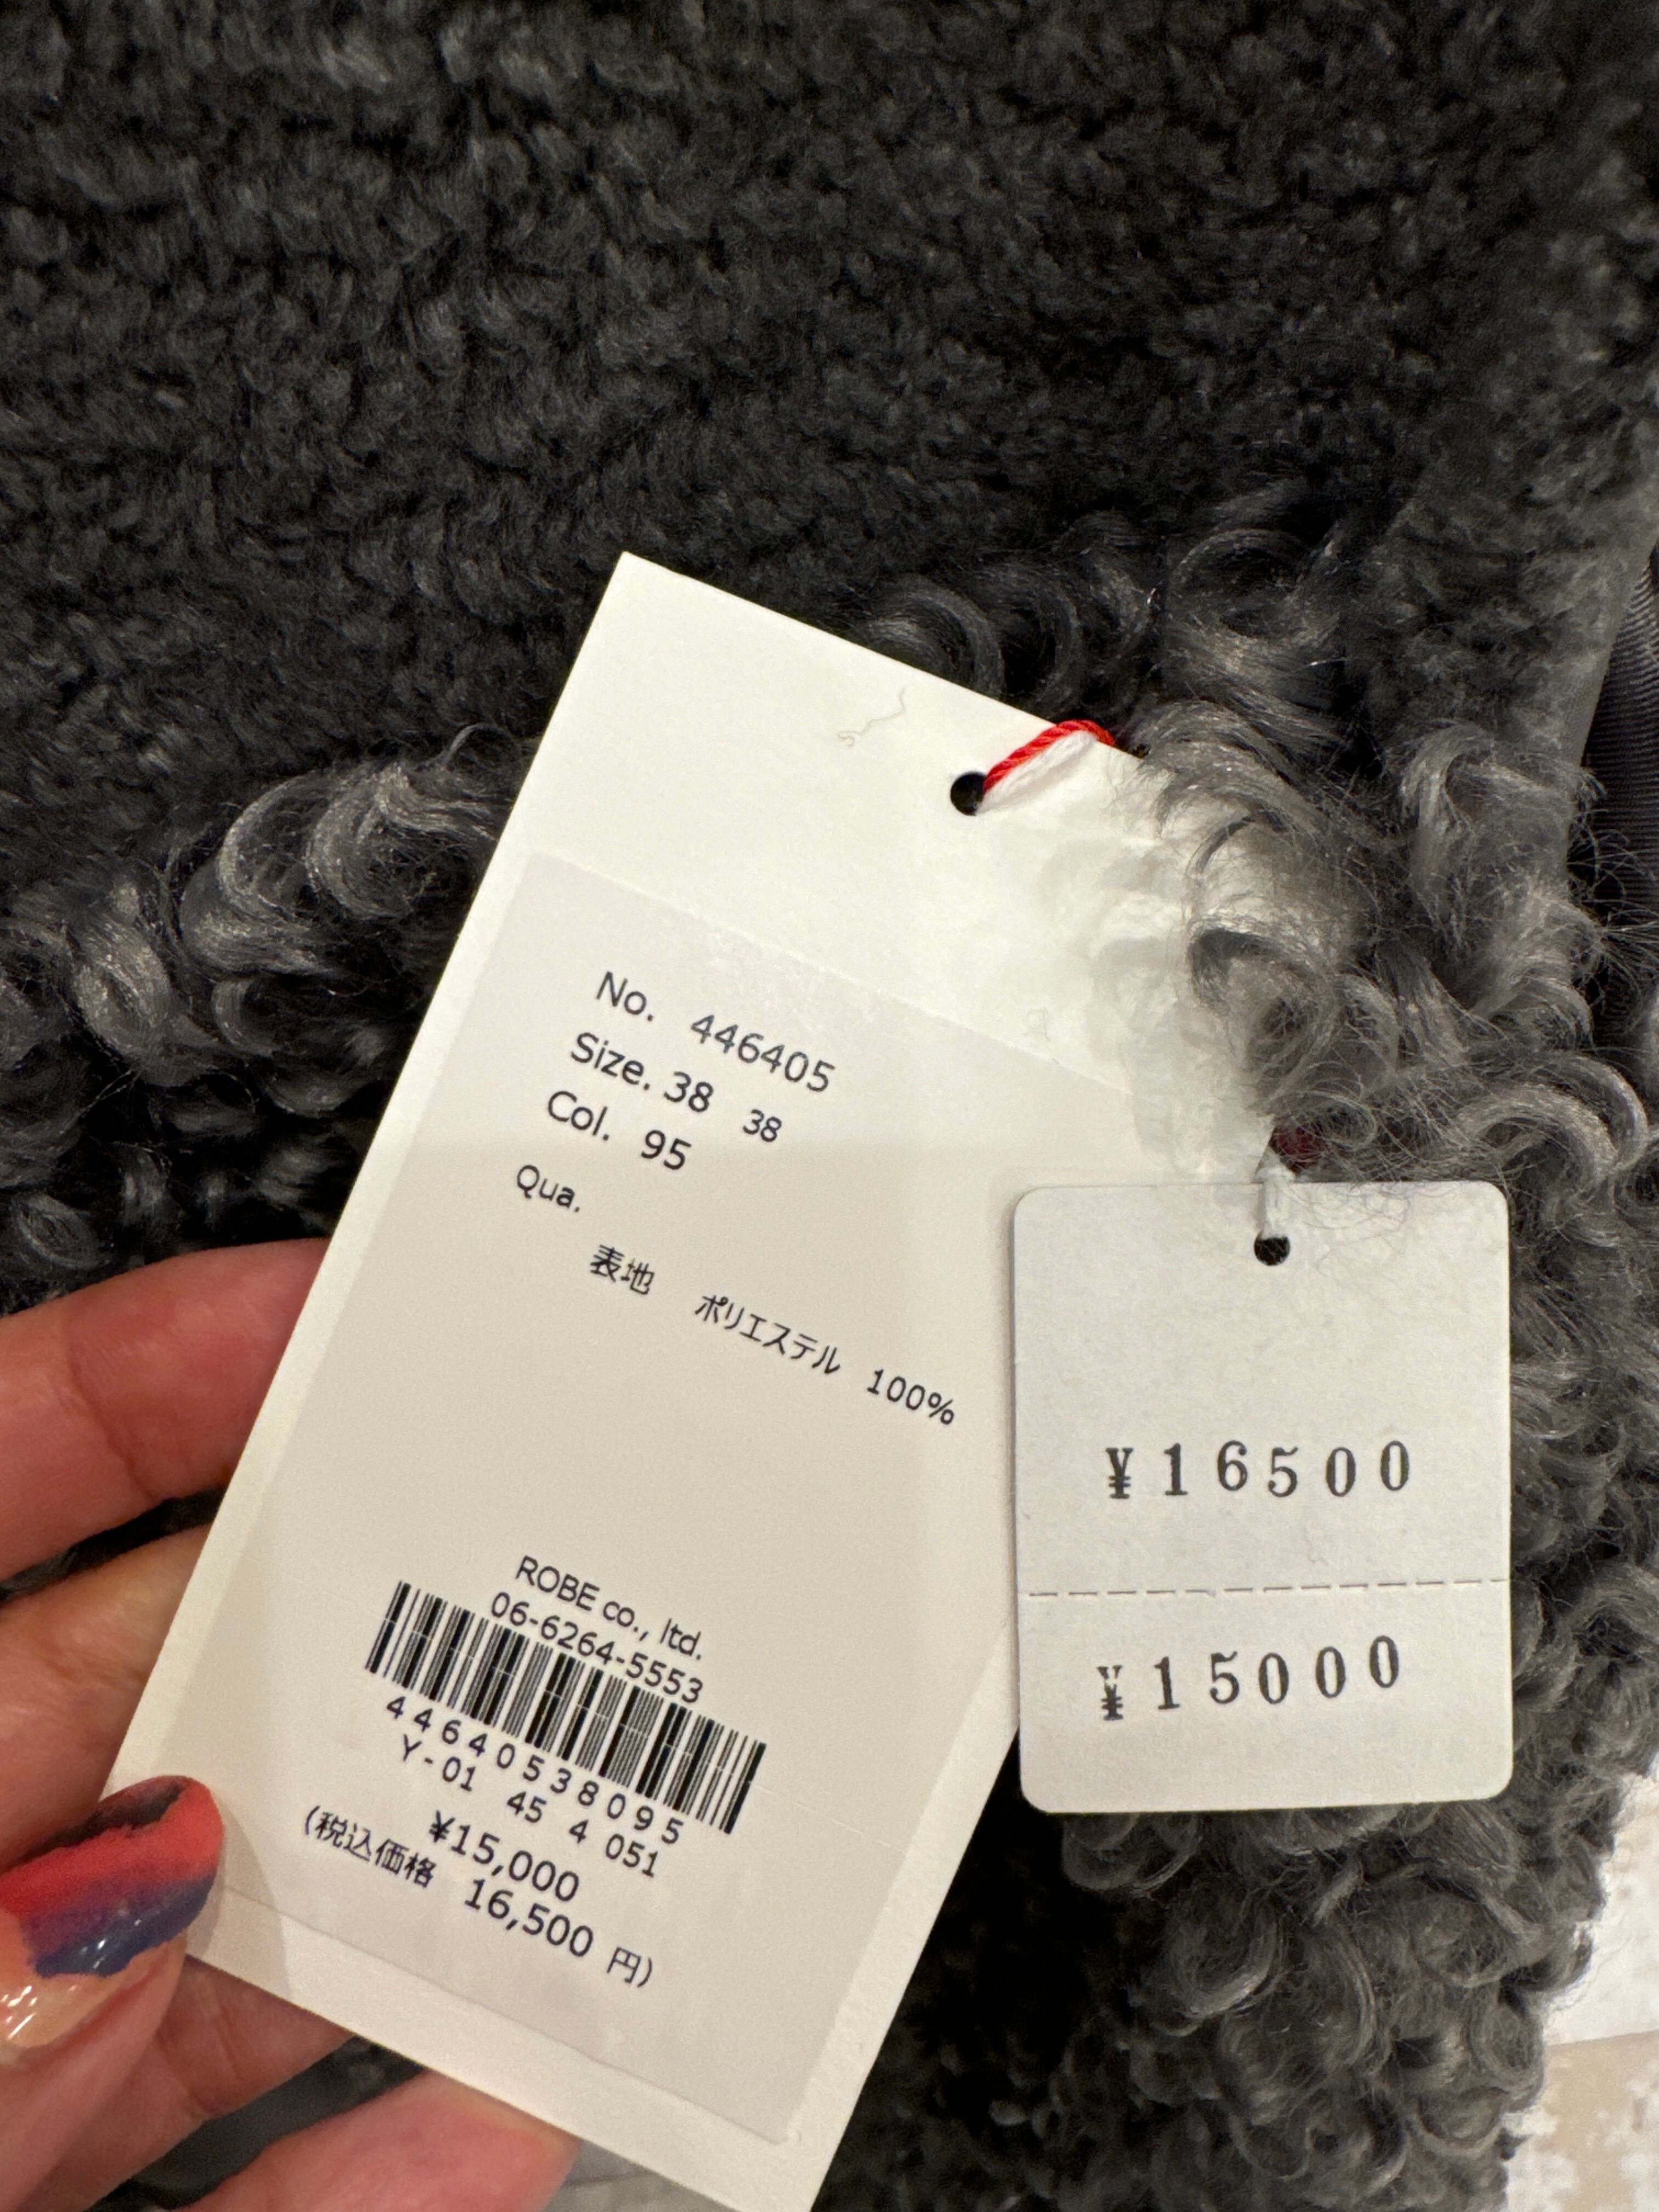 No. 446405
Size. 38 38
Col. 95
Qua.
表地 ポリエステル 100%
ROBE co., ltd.
06-6264-5553
44640538095
Y-01 45 4 051
¥15,000
(税込価格 16,500 円)
¥16500
¥15000